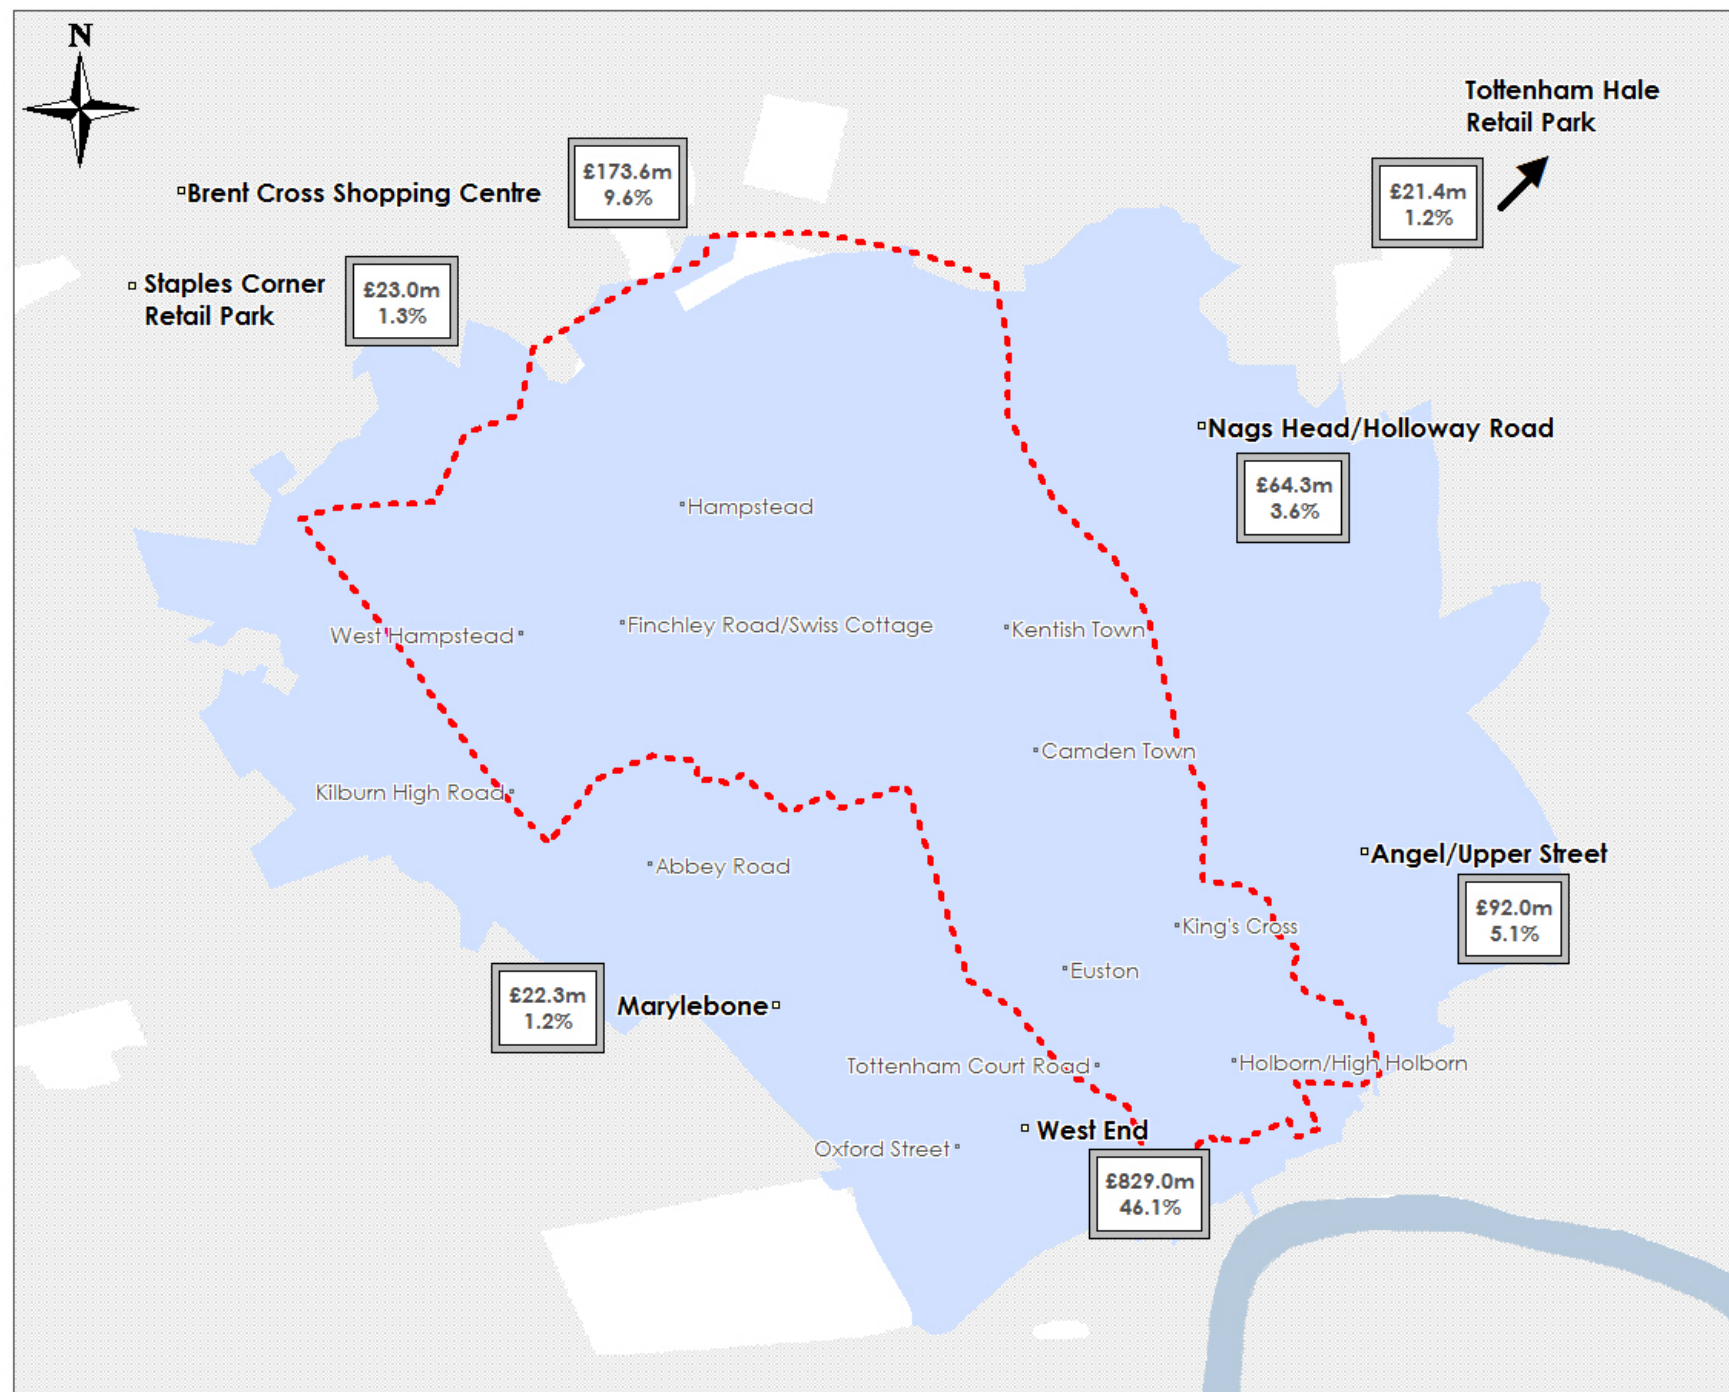 N
Tottenham Hale
Retail Park
£21.4m
1.2%
Brent Cross Shopping Centre
£173.6m
9.6%
Staples Corner
Retail Park
£23.0m
1.3%
Nags Head/Holloway Road
£64.3m
3.6%
Hampstead
West Hampstead
Finchley Road/Swiss Cottage
Kentish Town
Camden Town
Kilburn High Road
Abbey Road
Angel/Upper Street
£92.0m
5.1%
King's Cross
Euston
£22.3m
1.2%
Marylebone
Tottenham Court Road
Holborn/High Holborn
West End
Oxford Street
£829.0m
46.1%